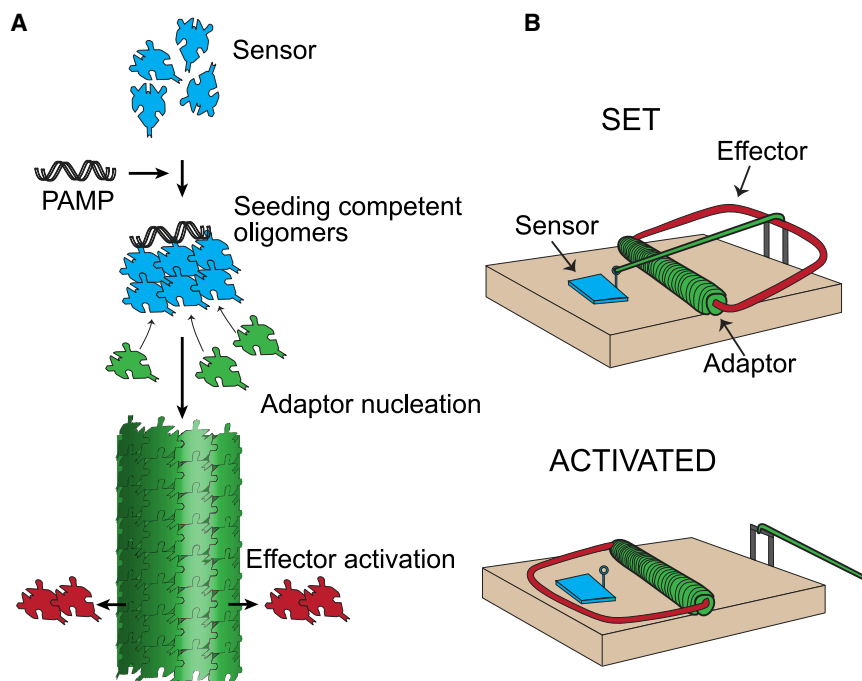 A
Sensor
PAMP
Seeding competent
oligomers
Adaptor nucleation
Effector activation
B
SET
Effector
Sensor
Adaptor
ACTIVATED